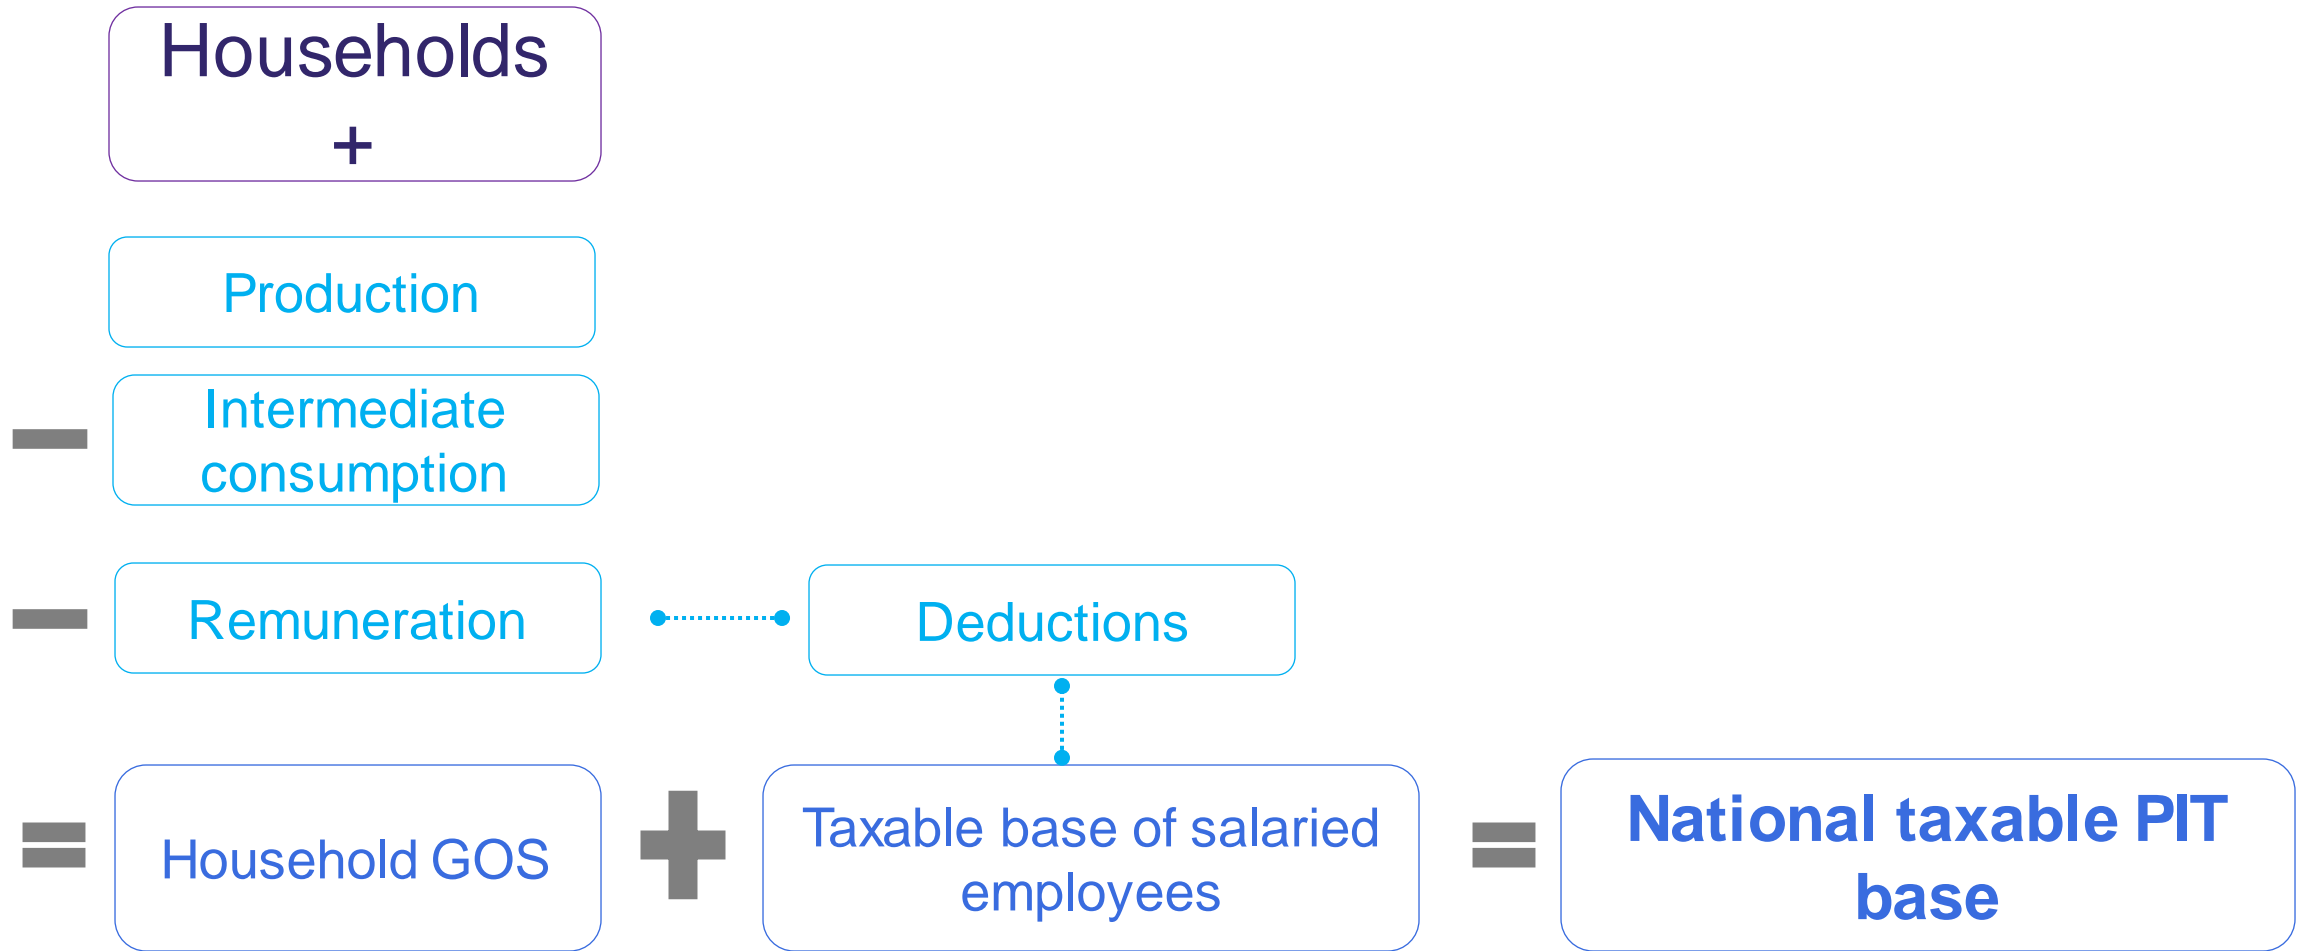 Households
+
Production
Intermediate
consumption
Remuneration
Deductions
Household GOS
Taxable base of salaried
employees
National taxable PIT
base